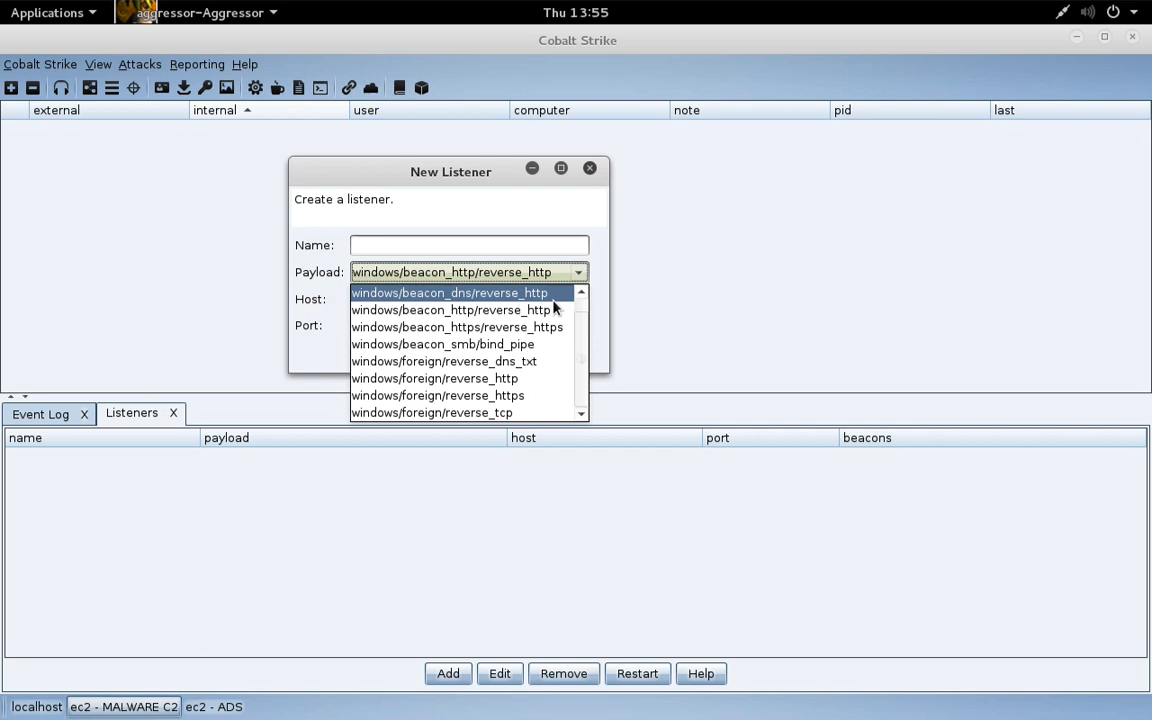 Applications aggressor-Aggressor Thu 13:55
Cobalt Strike
Cobalt Strike View Attacks Reporting Help
external internal user computer note pid last
New Listener
Create a listener.
Name:
Payload: windows/beacon_http/reverse_http
Host:
Port:
windows/beacon_dns/reverse_http
windows/beacon_http/reverse_http
windows/beacon_https/reverse_https
windows/beacon_smb/bind_pipe
windows/foreign/reverse_dns_txt
windows/foreign/reverse_http
windows/foreign/reverse_https
windows/foreign/reverse_tcp
Event Log X Listeners X
name payload host port beacons
Add Edit Remove Restart Help
localhost ec2 - MALWARE C2 ec2 - ADS